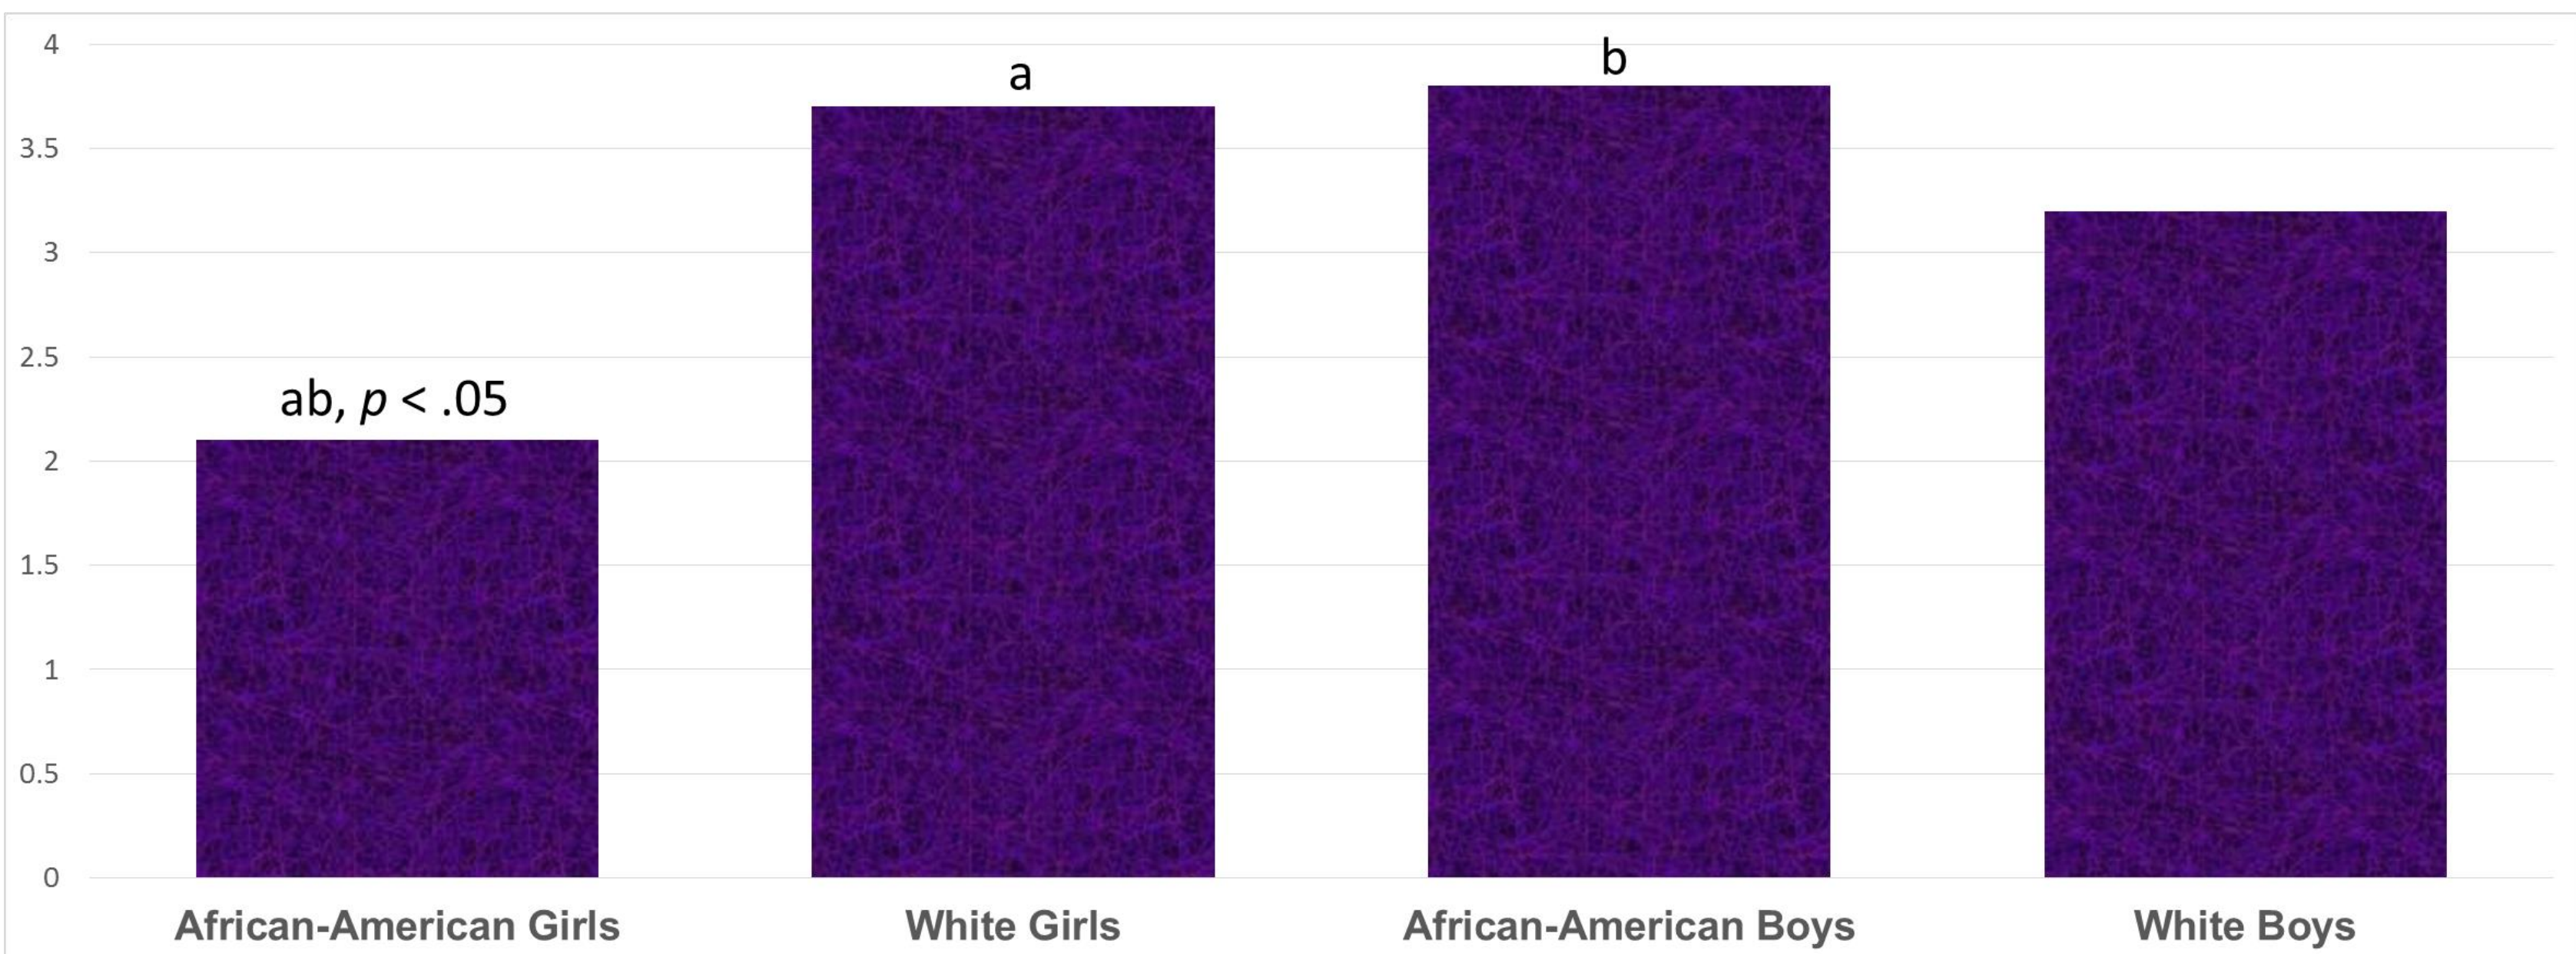 4
3.5
3
2.5
2
1.5
1
0.5
0
ab, p < .05
a
b
African-American Girls
White Girls
African-American Boys
White Boys